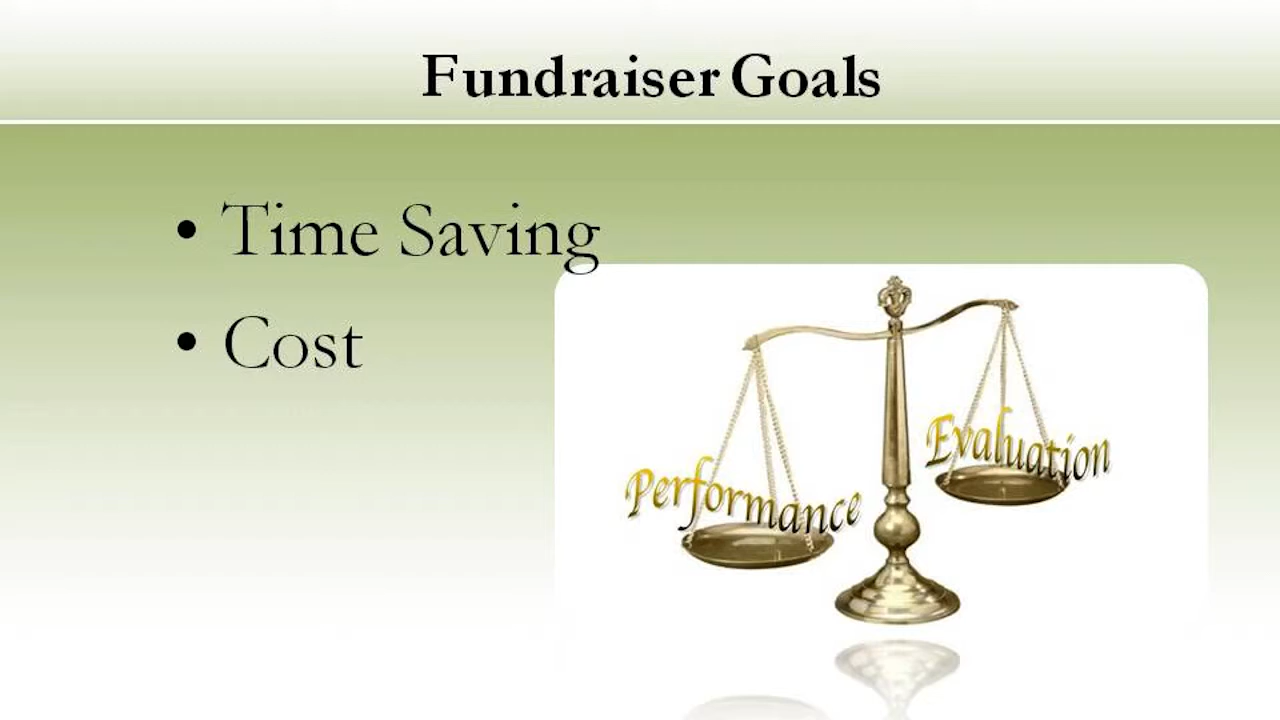 Fundraiser Goals
• Time Saving
• Cost
Performance
Evaluation